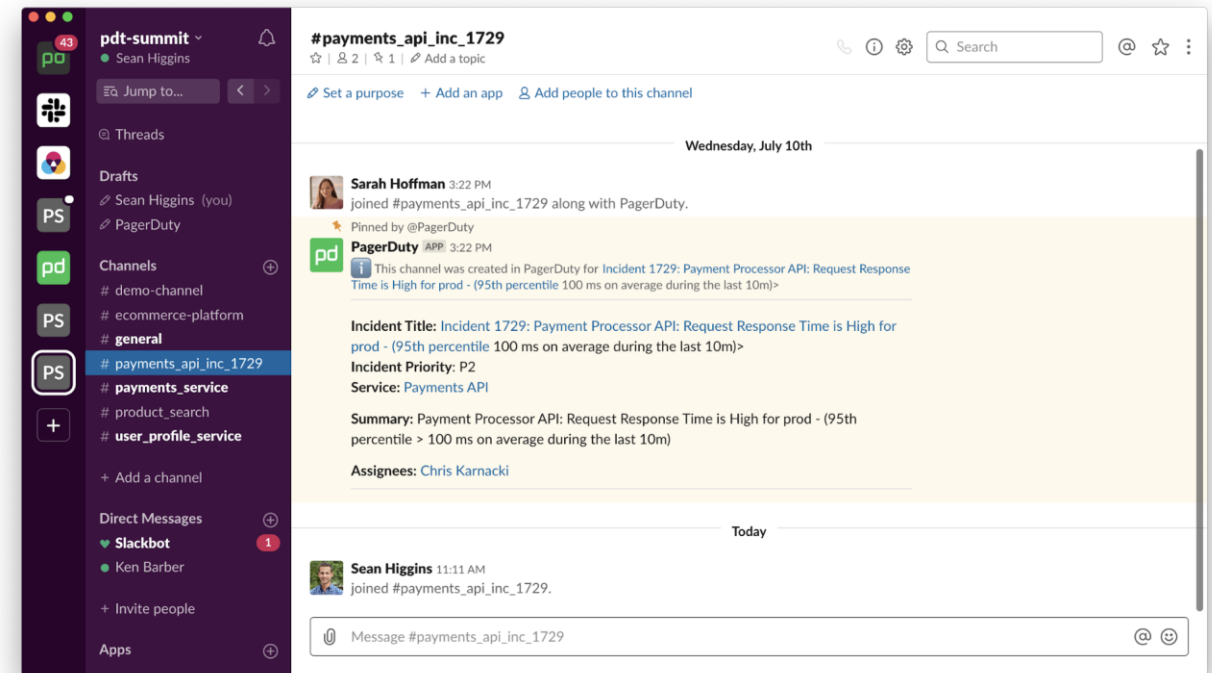 43
pd
PS
pd
PS
PS
+
pdt-summit
Sean Higgins
Jump to...
Threads
Drafts
Sean Higgins (you)
PagerDuty
Channels
# demo-channel
# ecommerce-platform
# general
# payments_api_inc_1729
# payments_service
# product_search
# user_profile_service
+ Add a channel
Direct Messages
Slackbot 1
Ken Barber
+ Invite people
Apps
#payments_api_inc_1729
2 | 1 | Add a topic
Search
@
Set a purpose + Add an app Add people to this channel
Wednesday, July 10th
Sarah Hoffman 3:22 PM
joined #payments_api_inc_1729 along with PagerDuty.
Pinned by @PagerDuty
pd
PagerDuty APP 3:22 PM
i This channel was created in PagerDuty for Incident 1729: Payment Processor API: Request Response
Time is High for prod - (95th percentile 100 ms on average during the last 10m)>
Incident Title: Incident 1729: Payment Processor API: Request Response Time is High for
prod - (95th percentile 100 ms on average during the last 10m)>
Incident Priority: P2
Service: Payments API
Summary: Payment Processor API: Request Response Time is High for prod - (95th
percentile > 100 ms on average during the last 10m)
Assignees: Chris Karnacki
Today
Sean Higgins 11:11 AM
joined #payments_api_inc_1729.
Message #payments_api_inc_1729
@